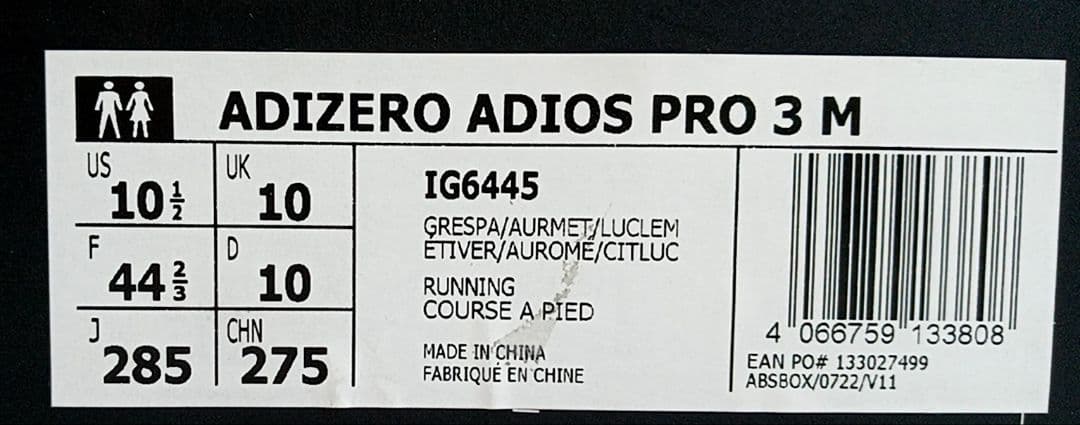 ADIZERO ADIOS PRO 3 M
US 10½
UK 10
F 44⅔
D 10
J 285
CHN 275
IG6445
GRESPA/AURMET/LUCLEM
ÉTIVER/AUROMÉ/CITLUC
RUNNING
COURSE A PIED
MADE IN CHINA
FABRIQUÉ EN CHINE
4 066759 133808
EAN PO# 133027499
ABSBOX/0722/V11